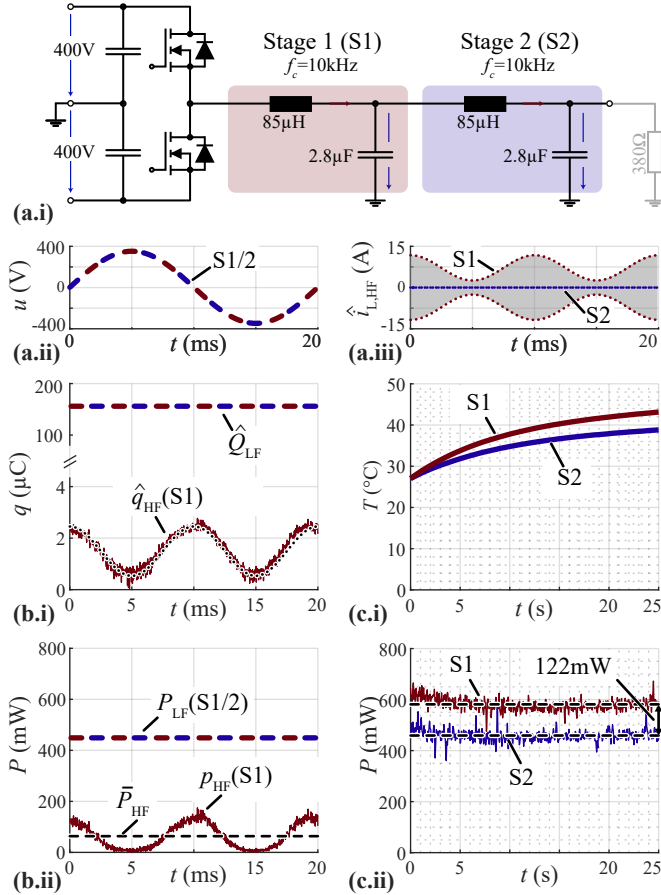 400V
400V
Stage 1 (S1)
f_c=10kHz
85µH
2.8µF
Stage 2 (S2)
f_c=10kHz
85µH
2.8µF
380Ω
(a.i)
400
0
-400
u (V)
S1/2
0
20
t (ms)
(a.ii)
15
0
-15
î_L,HF (A)
S1
S2
0
20
t (ms)
(a.iii)
200
100
4
2
0
q (µC)
Q̂_LF
q̂_HF(S1)
0
5
10
15
20
t (ms)
(b.i)
50
40
30
20
10
0
T (°C)
S1
S2
0
5
15
20
25
t (s)
(c.i)
800
600
400
200
0
P (mW)
P_LF(S1/2)
P̄_HF
p_HF(S1)
0
5
10
15
20
t (ms)
(b.ii)
800
600
400
200
0
P (mW)
S1
122mW
S2
0
5
15
20
25
t (s)
(c.ii)